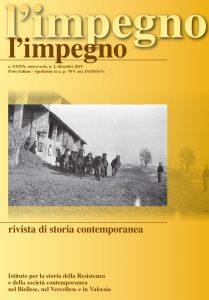 l'impegno
l'impegno
a. XXXIX, nuova serie, n. 2, dicembre 2019
Poste italiane - Spedizione in a. p. -70%
rivista di storia contemporanea
Istituto per la storia della Resistenza
e della società contemporanea
nel Biellese, nel Vercellese e in Valsesia